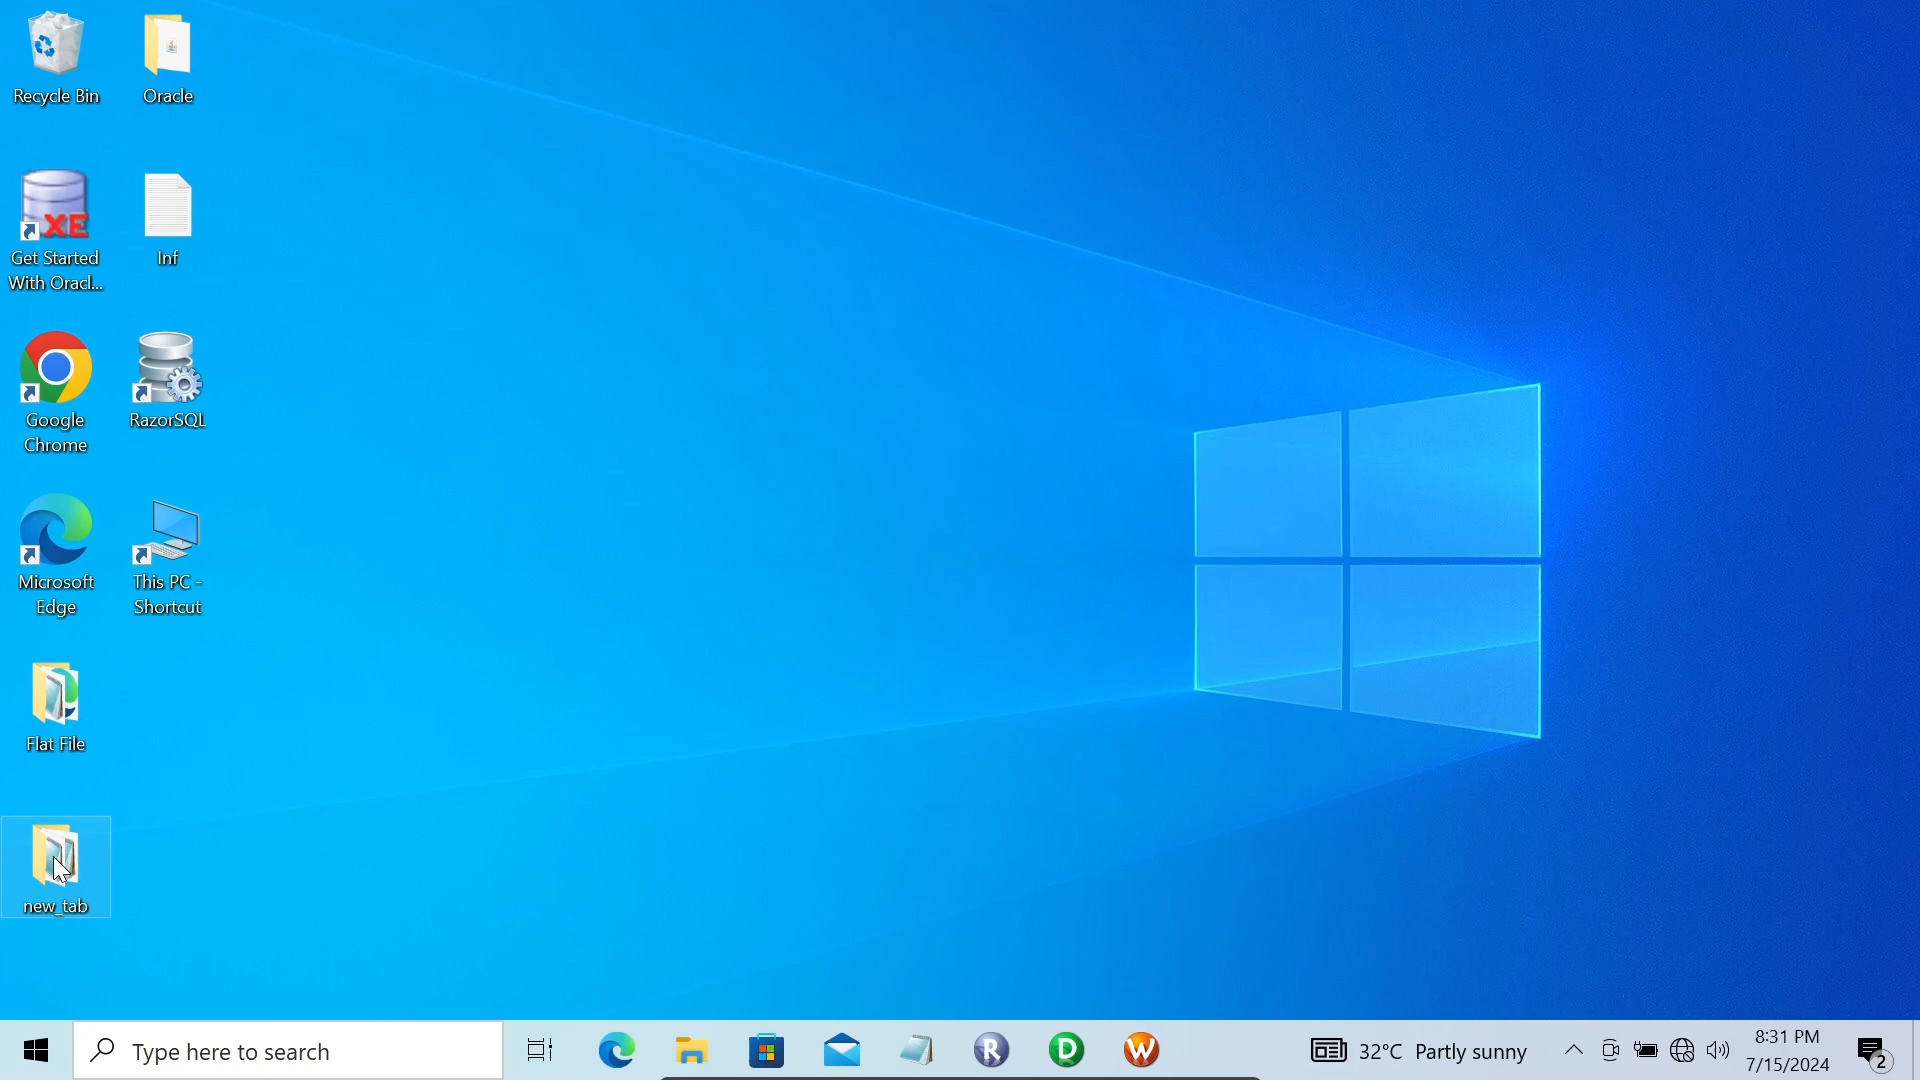 Recycle Bin
Oracle
XE
Get Started
With Oracl...
Inf
Google
Chrome
RazorSQL
Microsoft
Edge
This PC -
Shortcut
Flat File
new_tab
Type here to search
R
D
W
32°C Partly sunny
8:31 PM
7/15/2024
2